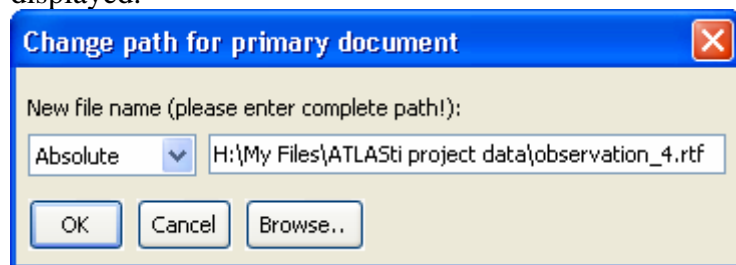 displayed.
Change path for primary document
New file name (please enter complete path!):
Absolute H:\My Files\ATLASti project data\observation_4.rtf
OK Cancel Browse..